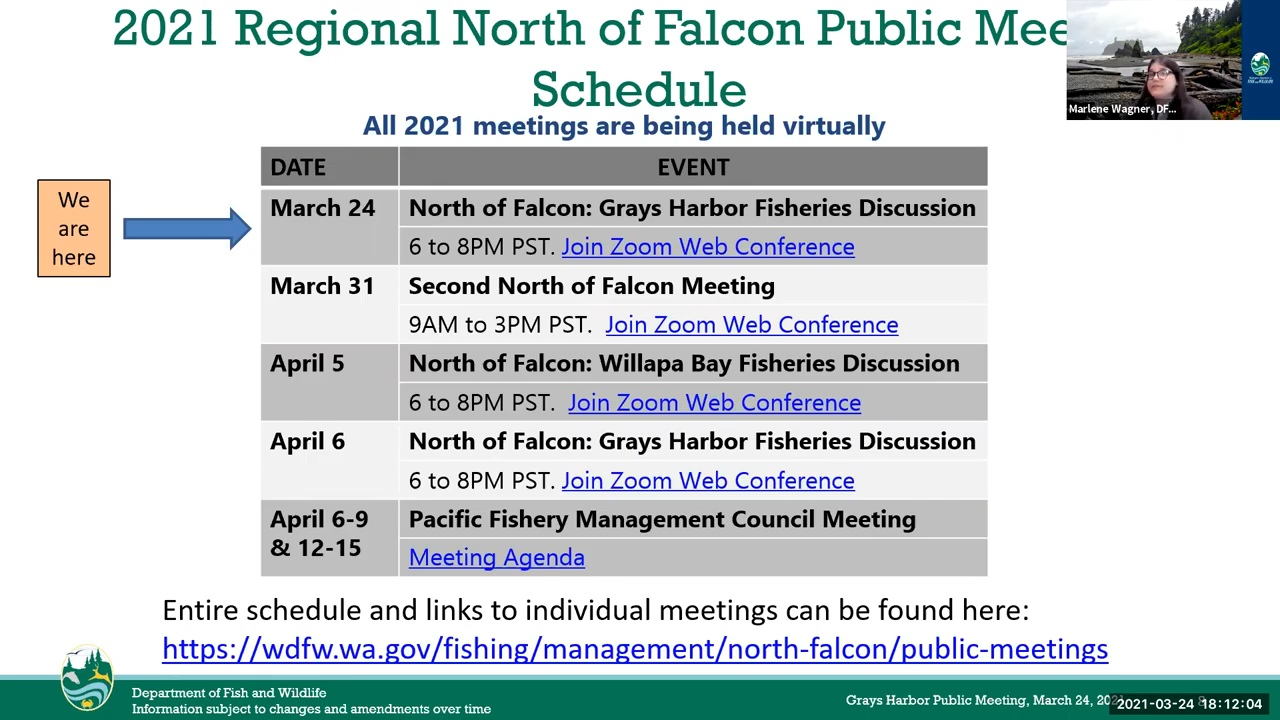 2021 Regional North of Falcon Public Mee
Schedule
Marlene Wagner, DF...
All 2021 meetings are being held virtually
We
are
here
DATE EVENT
March 24 North of Falcon: Grays Harbor Fisheries Discussion
6 to 8PM PST. Join Zoom Web Conference
March 31 Second North of Falcon Meeting
9AM to 3PM PST. Join Zoom Web Conference
April 5 North of Falcon: Willapa Bay Fisheries Discussion
6 to 8PM PST. Join Zoom Web Conference
April 6 North of Falcon: Grays Harbor Fisheries Discussion
6 to 8PM PST. Join Zoom Web Conference
April 6-9 Pacific Fishery Management Council Meeting
& 12-15 Meeting Agenda
Entire schedule and links to individual meetings can be found here:
https://wdfw.wa.gov/fishing/management/north-falcon/public-meetings
Department of Fish and Wildlife
Information subject to changes and amendments over time
Grays Harbor Public Meeting, March 24, 2021
2021-03-24 18:12:04